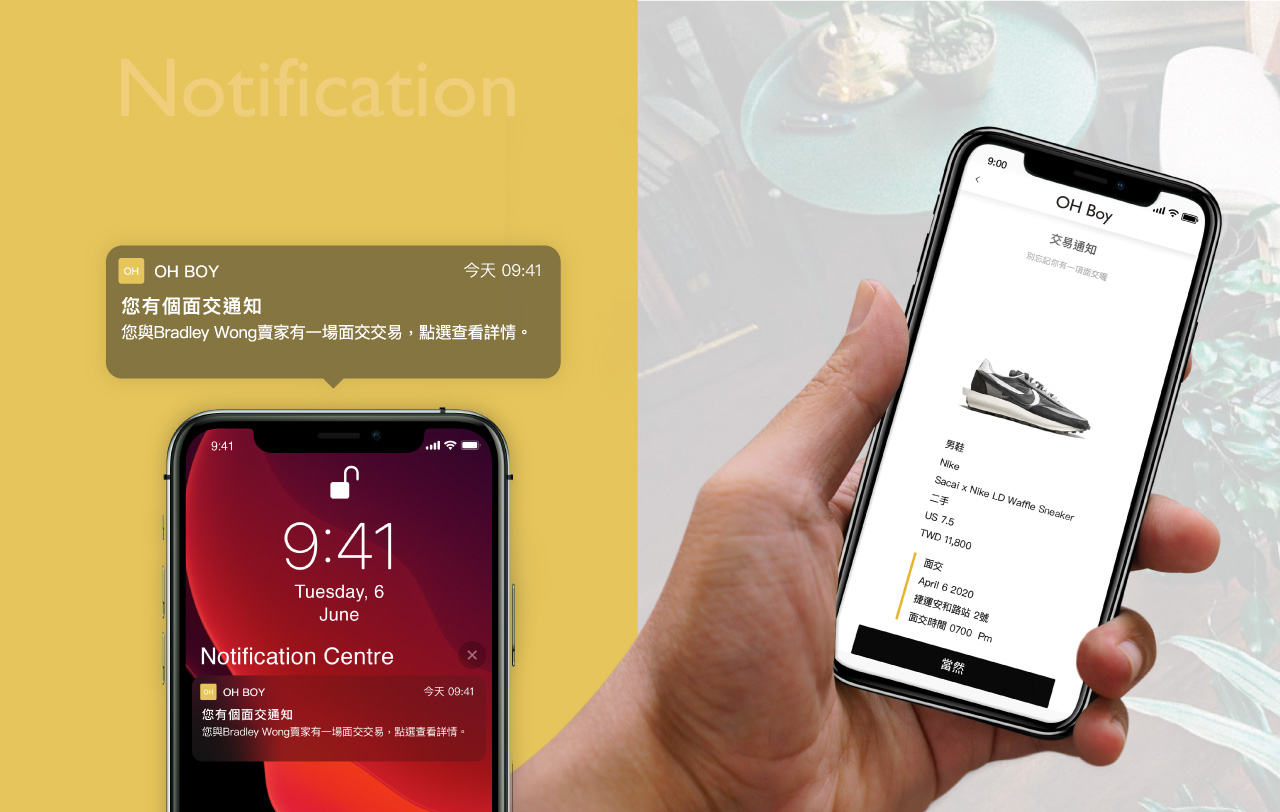 Notification
OH
OH BOY
今天 09:41
您有個面交通知
您與Bradley Wong賣家有一場面交交易，點選查看詳情。
9:41
9:41
Tuesday, 6
June
Notification Centre
OH
OH BOY
今天 09:41
您有個面交通知
您與Bradley Wong賣家有一場面交交易，點選查看詳情。
9:00
OH Boy
交易通知
別忘記你有一項面交喔
男鞋
Nike
Sacai x Nike LD Waffle Sneaker
二手
US 7.5
TWD 11,800
面交
April 6 2020
捷運安和路站 2號
面交時間 0700 Pm
當然